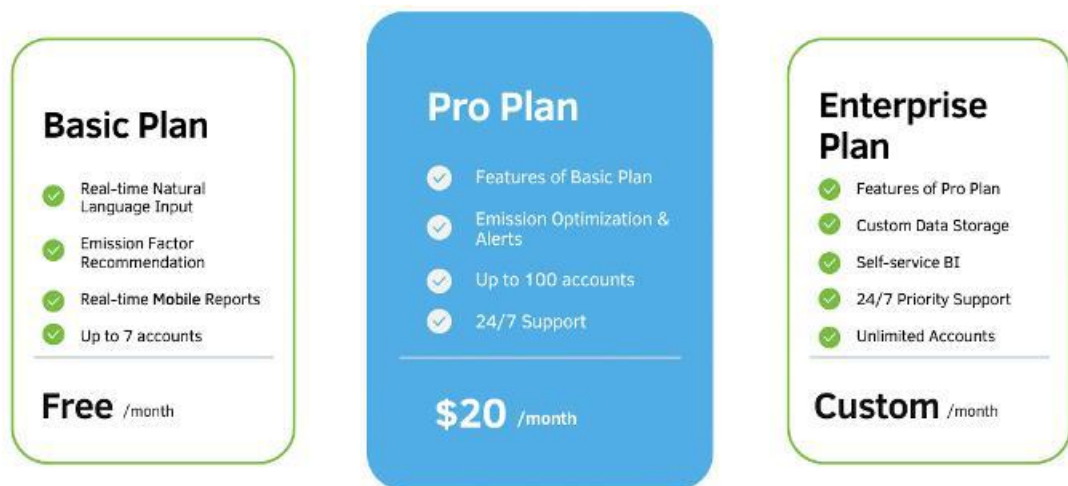 Basic Plan
Real-time Natural
Language Input
Emission Factor
Recommendation
Real-time Mobile Reports
Up to 7 accounts
Free /month
Pro Plan
Features of Basic Plan
Emission Optimization &
Alerts
Up to 100 accounts
24/7 Support
$20 /month
Enterprise
Plan
Features of Pro Plan
Custom Data Storage
Self-service BI
24/7 Priority Support
Unlimited Accounts
Custom /month